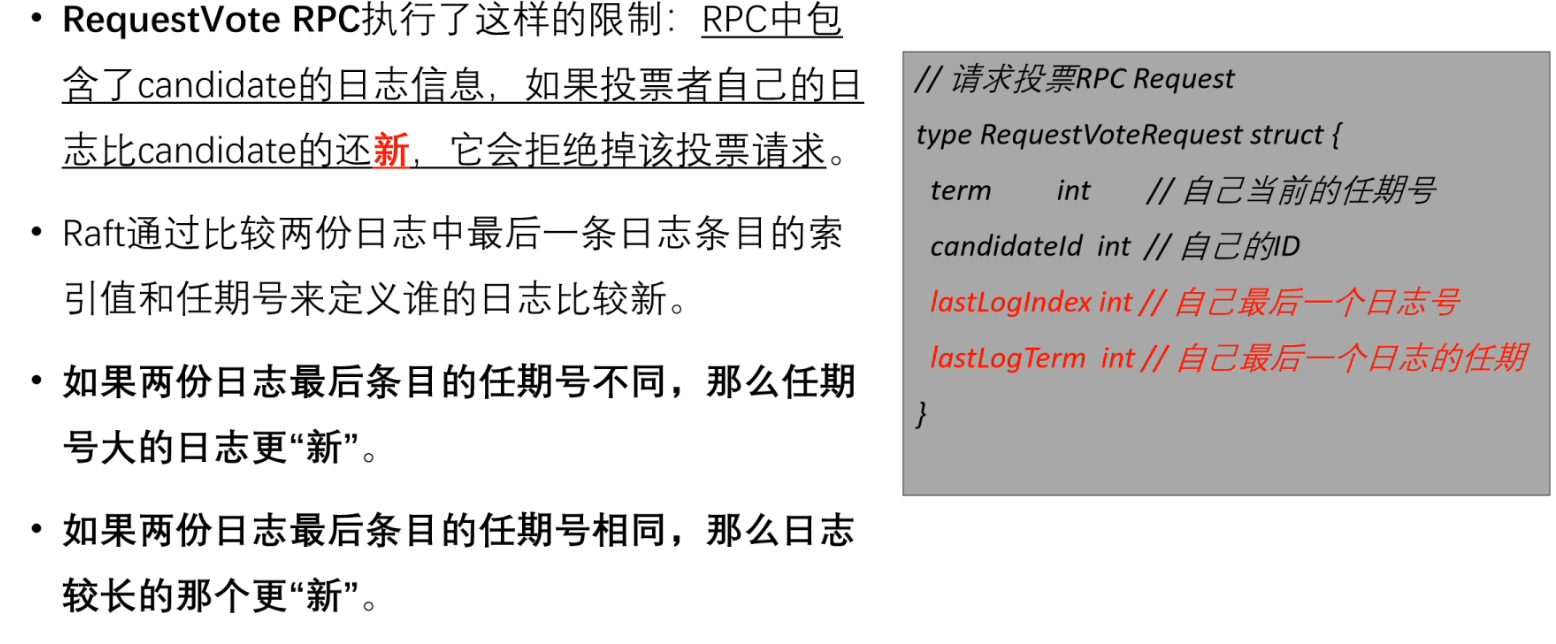 • RequestVote RPC执行了这样的限制：RPC中包
含了candidate的日志信息，如果投票者自己的日
志比candidate的还新，它会拒绝掉该投票请求。
• Raft通过比较两份日志中最后一条日志条目的索
引值和任期号来定义谁的日志比较新。
• 如果两份日志最后条目的任期号不同，那么任期
号大的日志更“新”。
• 如果两份日志最后条目的任期号相同，那么日志
较长的那个更“新”。
// 请求投票RPC Request
type RequestVoteRequest struct {
term int // 自己当前的任期号
candidateId int // 自己的ID
lastLogIndex int // 自己最后一个日志号
lastLogTerm int // 自己最后一个日志的任期
}